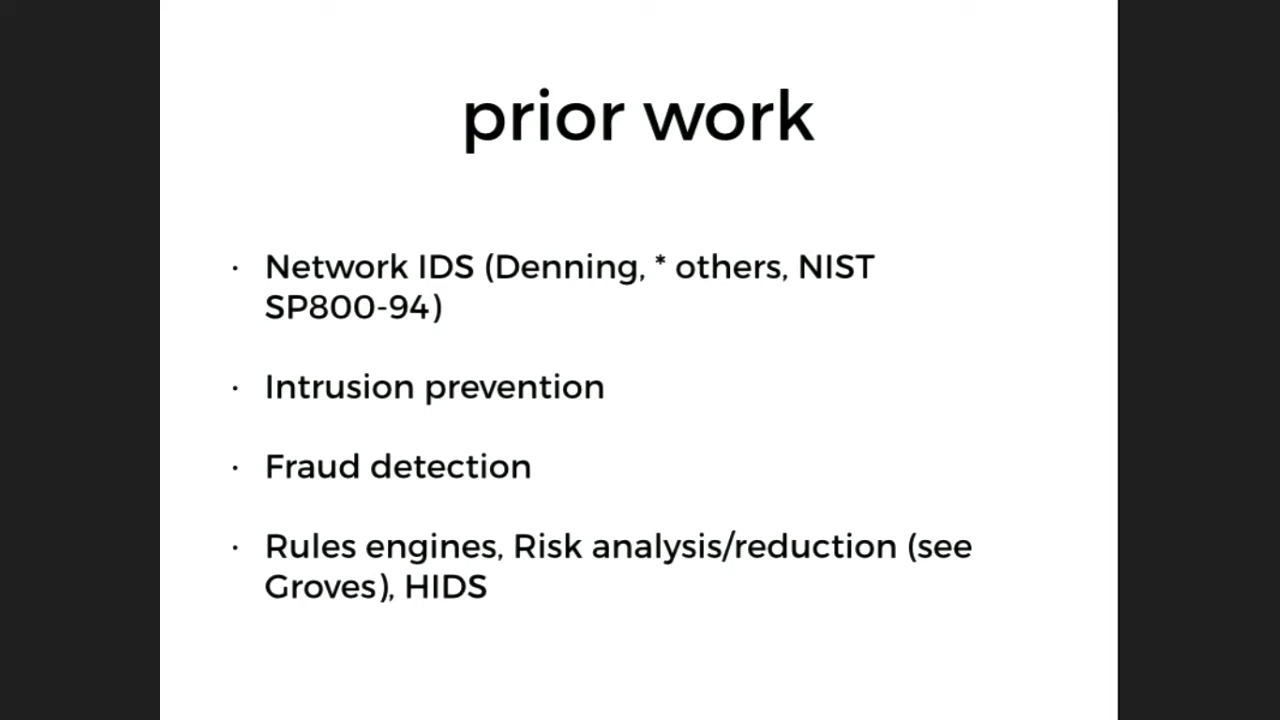 prior work
· Network IDS (Denning, * others, NIST
SP800-94)
· Intrusion prevention
· Fraud detection
· Rules engines, Risk analysis/reduction (see
Groves), HIDS